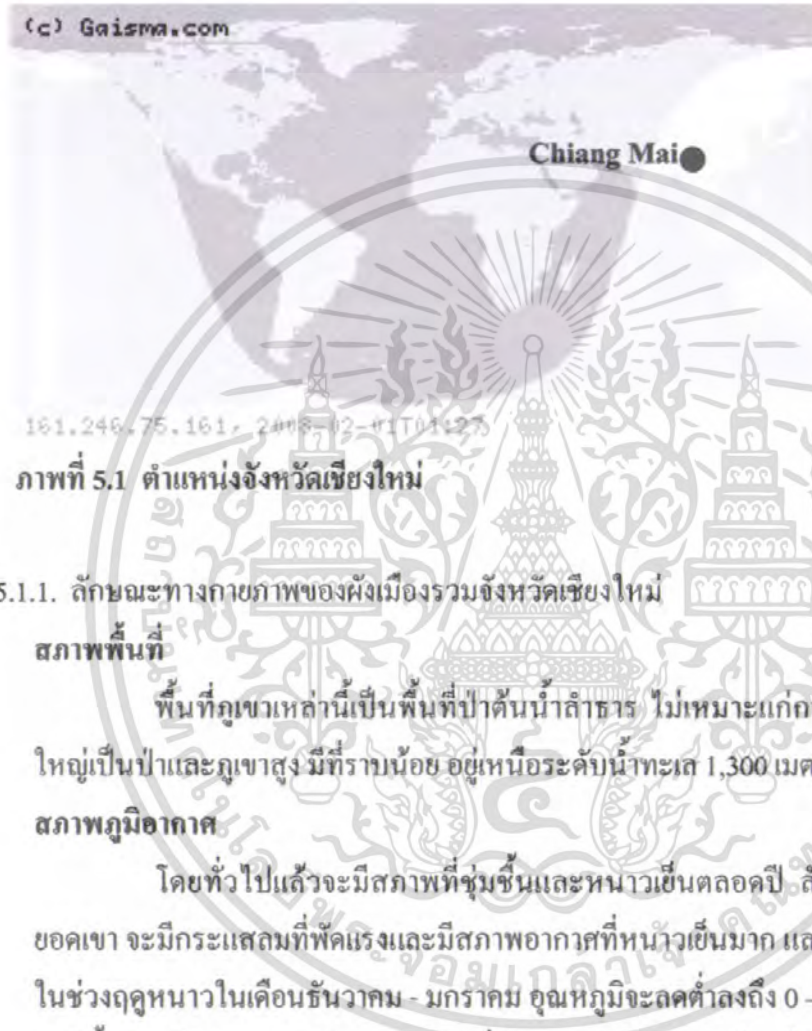 (c) Gaisma.com
Chiang Mai
161.246.75.161, 2008-02-01T01:27
ภาพที่ 5.1 ตำแหน่งจังหวัดเชียงใหม่
5.1.1. ลักษณะทางกายภาพของผังเมืองรวมจังหวัดเชียงใหม่
สภาพพื้นที่
พื้นที่ภูเขาเหล่านี้เป็นพื้นที่ป่าต้นน้ำลำธาร ไม่เหมาะแก่
ใหญ่เป็นป่าและภูเขาสูง มีที่ราบน้อย อยู่เหนือระดับน้ำทะเล 1,300
สภาพภูมิอากาศ
โดยทั่วไปแล้วจะมีสภาพที่ชุ่มชื้นและหนาวเย็นตลอดปี
ยอดเขา จะมีกระแสลมที่พัดแรงและมีสภาพอากาศที่หนาวเย็นมาก
ในช่วงฤดูหนาวในเดือนธันวาคม - มกราคม อุณหภูมิจะลดต่ำลงถึง 0 -